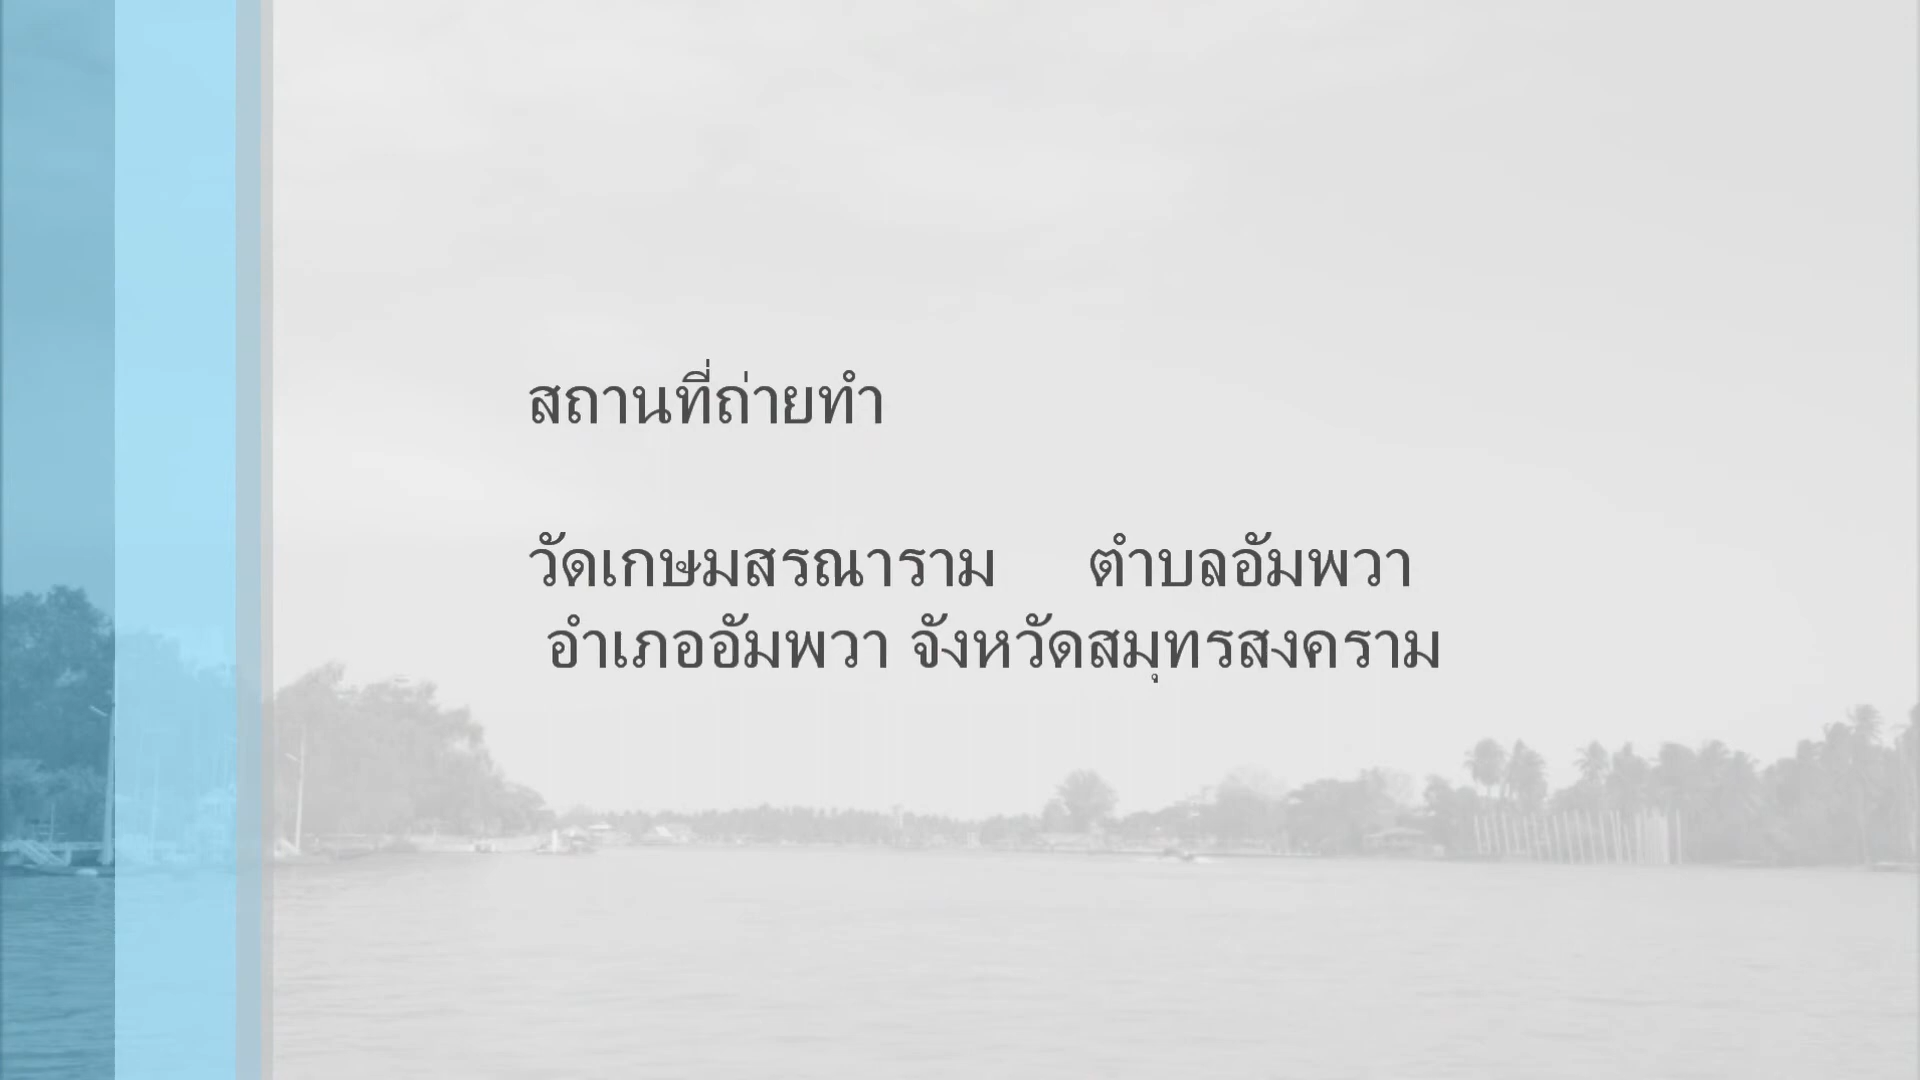 สถานที่ถ่ายทำ
วัดเกษมสรณาราม ตำบลอัมพวา
อำเภออัมพวา จังหวัดสมุทรสงคราม